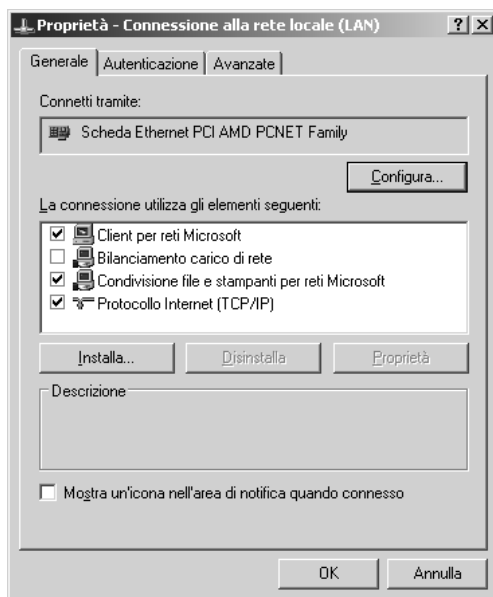 Proprietà - Connessione alla rete locale (LAN)
Generale Autenticazione Avanzate
Connetti tramite:
Scheda Ethernet PCI AMD PCNET Family
Configura...
La connessione utilizza gli elementi seguenti:
Client per reti Microsoft
Bilanciamento carico di rete
Condivisione file e stampanti per reti Microsoft
Protocollo Internet (TCP/IP)
Installa... Disinstalla Proprietà
Descrizione
Mostra un'icona nell'area di notifica quando connesso
OK Annulla